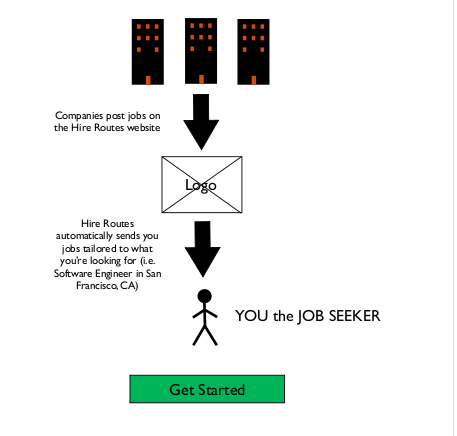 Companies post jobs on
the Hire Routes website
Logo
Hire Routes
automatically sends you
jobs tailored to what
you're looking for (i.e.
Software Engineer in San
Francisco, CA)
YOU the JOB SEEKER
Get Started